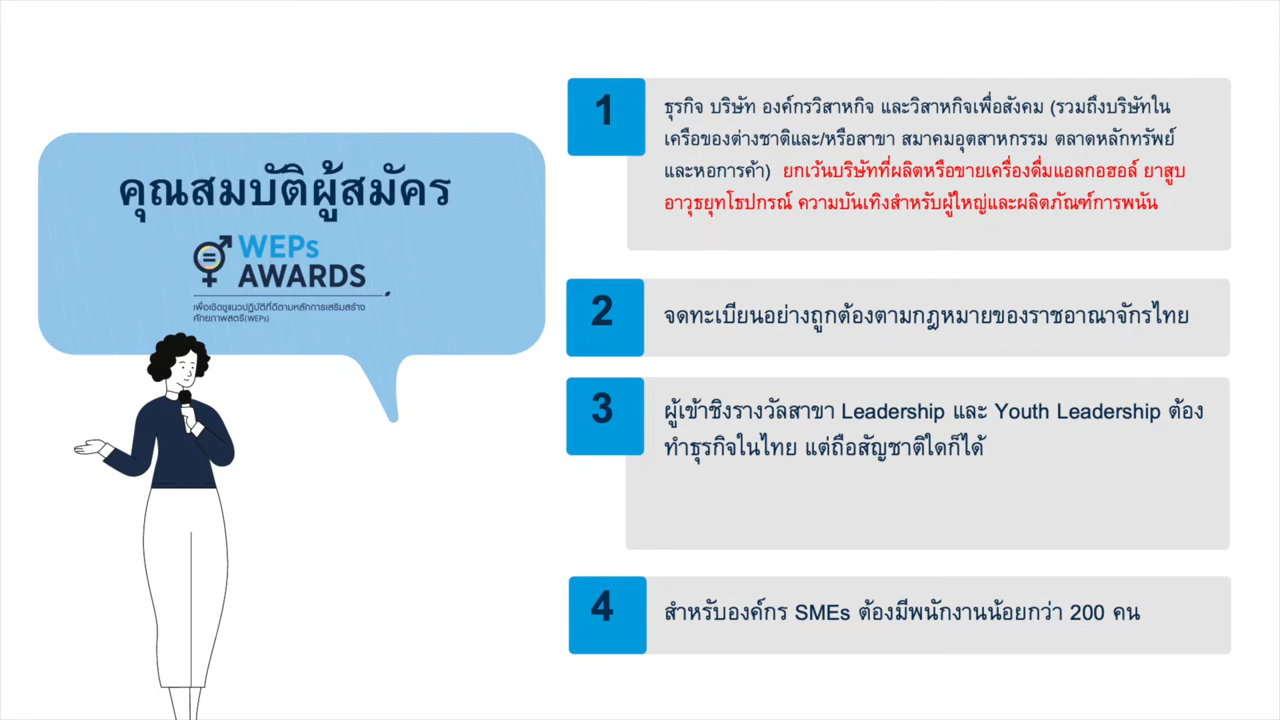 คุณสมบัติผู้สมัคร
WEPs
AWARDS
เพื่อเชิดชูแนวปฏิบัติที่ดีตามหลักการเสริมสร้าง
ศักยภาพสตรี(WEPs)
1
ธุรกิจ บริษัท องค์กรวิสาหกิจ และวิสาหกิจเพื่อสังคม (รวมถึงบริษัทใน
เครือของต่างชาติและ/หรือสาขา สมาคมอุตสาหกรรม ตลาดหลักทรัพย์
และหอการค้า) ยกเว้นบริษัทที่ผลิตหรือขายเครื่องดื่มแอลกอฮอล์ ยาสูบ
อาวุธยุทโธปกรณ์ ความบันเทิงสำหรับผู้ใหญ่และผลิตภัณฑ์การพนัน
2
จดทะเบียนอย่างถูกต้องตามกฎหมายของราชอาณาจักรไทย
3
ผู้เข้าชิงรางวัลสาขา Leadership และ Youth Leadership ต้อง
ทำธุรกิจในไทย แต่ถือสัญชาติใดก็ได้
4
สำหรับองค์กร SMEs ต้องมีพนักงานน้อยกว่า 200 คน